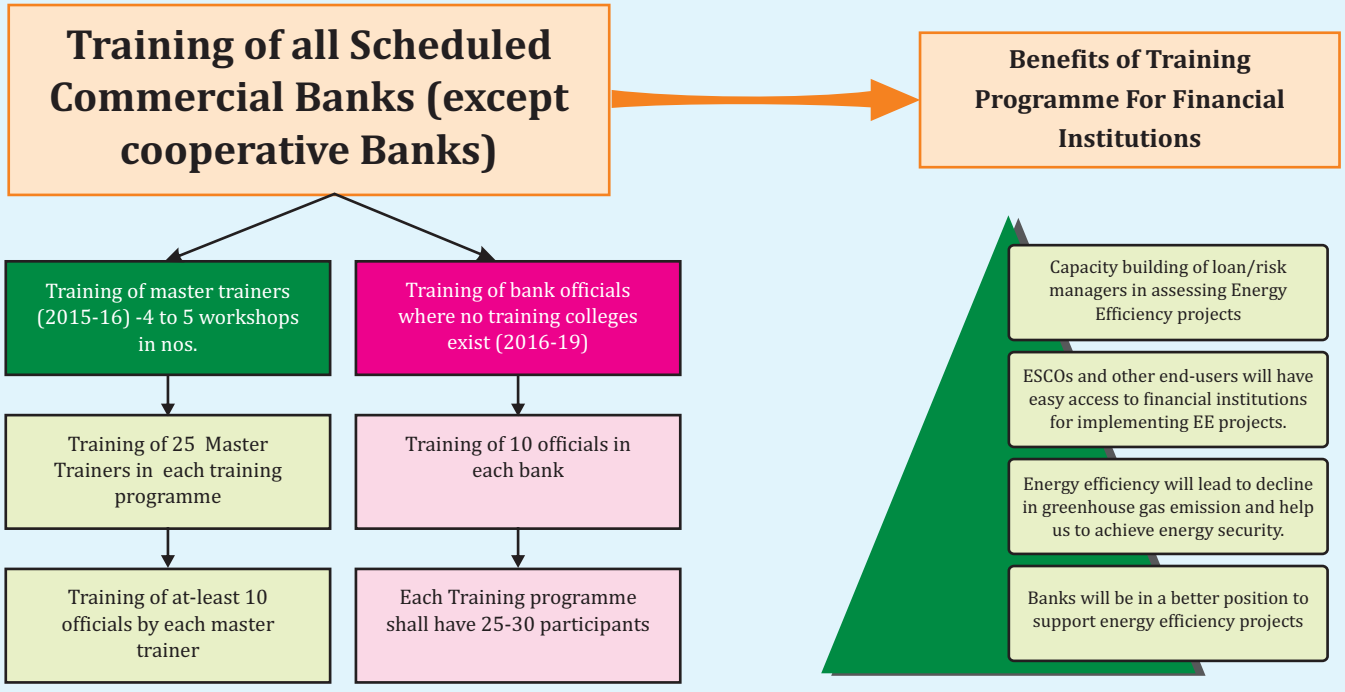 Training of all Scheduled
Commercial Banks (except
cooperative Banks)
Benefits of Training
Programme For Financial
Institutions
Training of master trainers
(2015-16) -4 to 5 workshops
in nos.
Training of 25 Master
Trainers in each training
programme
Training of at-least 10
officials by each master
trainer
Training of bank officials
where no training colleges
exist (2016-19)
Training of 10 officials in
each bank
Each Training programme
shall have 25-30 participants
Capacity building of loan/risk
managers in assessing Energy
Efficiency projects
ESCOs and other end-users will have
easy access to financial institutions
for implementing EE projects.
Energy efficiency will lead to decline
in greenhouse gas emission and help
us to achieve energy security.
Banks will be in a better position to
support energy efficiency projects